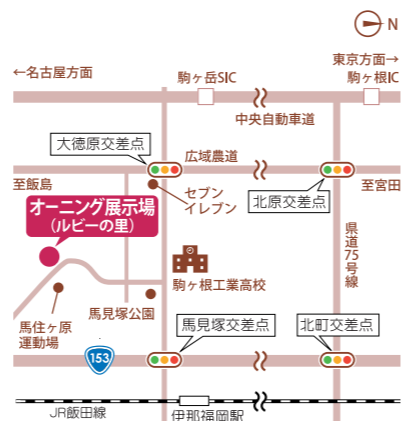 N
←名古屋方面
東京方面→
駒ヶ岳SIC
駒ヶ根IC
中央自動車道
大徳原交差点
広域農道
至飯島
セブン
イレブン
北原交差点
至宮田
オーニング展示場
(ルビーの里)
県道75号線
駒ヶ根工業高校
馬見塚公園
馬住ヶ原
運動場
馬見塚交差点
北町交差点
153
JR飯田線
伊那福岡駅